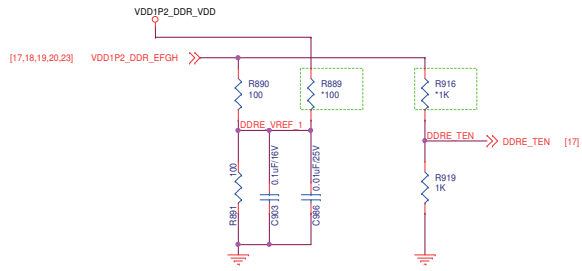 VDD1P2_DDR_VDD
[17,18,19,20,23] VDD1P2_DDR_EFGH
R890
100
R889
*100
R916
*1K
DDRE_VREF_1
DDRE_TEN
DDRE_TEN [17]
R891 100
C903 0.1uF/16V
C986 0.01uF/25V
R919
1K